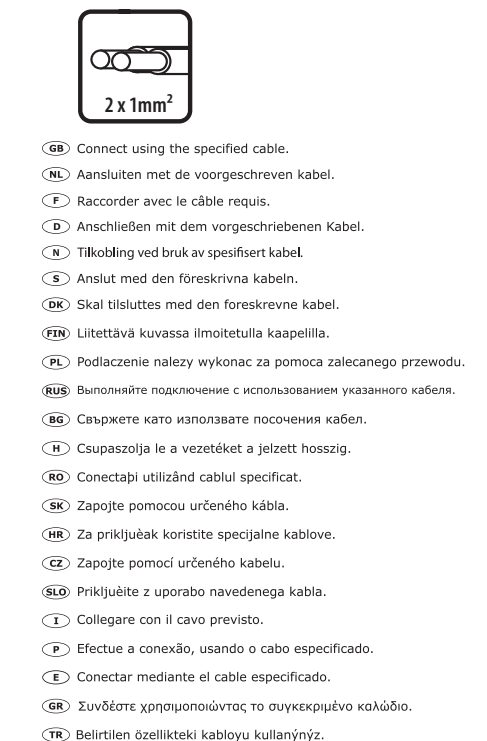 2 x 1mm²
GB Connect using the specified cable.
NL Aansluiten met de voorgeschreven kabel.
F Raccorder avec le câble requis.
D Anschließen mit dem vorgeschriebenen Kabel.
N Tilkobling ved bruk av spesifisert kabel.
S Anslut med den föreskrivna kabeln.
DK Skal tilsluttes med den foreskrevne kabel.
FIN Liitettävä kuvassa ilmoitetulla kaapelilla.
PL Podlaczenie nalezy wykonac za pomoca zalecanego przewodu.
RUS Выполняйте подключение с использованием указанного кабеля.
BG Свържете като използвате посочения кабел.
H Csupaszolja le a vezetéket a jelzett hosszig.
RO Conectaþi utilizând cablul specificat.
SK Zapojte pomocou určeného kábla.
HR Za prikljuèak koristite specijalne kablove.
CZ Zapojte pomocí určeného kabelu.
SLO Prikljuèite z uporabo navedenega kabla.
I Collegare con il cavo previsto.
P Efectue a conexão, usando o cabo especificado.
E Conectar mediante el cable especificado.
GR Συνδέστε χρησιμοποιώντας το συγκεκριμένο καλώδιο.
TR Belirtilen özellikteki kabloyu kullanýnýz.